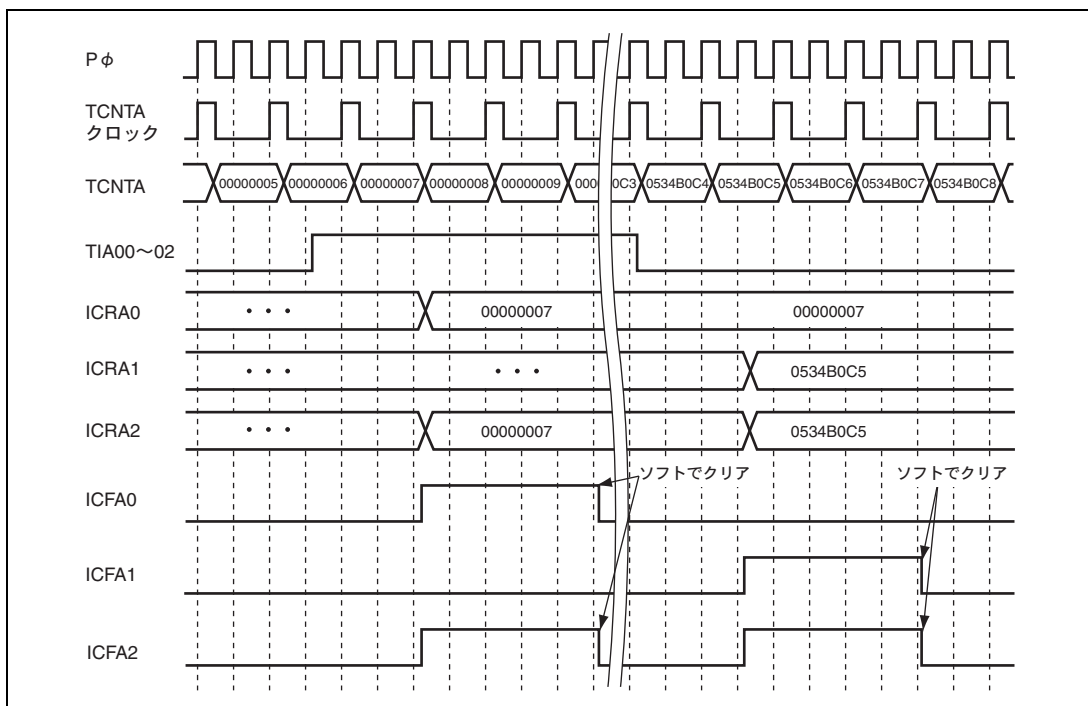 Pφ
TCNTA
クロック
TCNTA
00000005 00000006 00000007 00000008 00000009 0000 0C3 0534B0C4 0534B0C5 0534B0C6 0534B0C7 0534B0C8
TIA00～02
ICRA0
・・・ 00000007 00000007
ICRA1
・・・ ・・・ 0534B0C5
ICRA2
・・・ 00000007 0534B0C5
ソフトでクリア ソフトでクリア
ICFA0
ICFA1
ICFA2